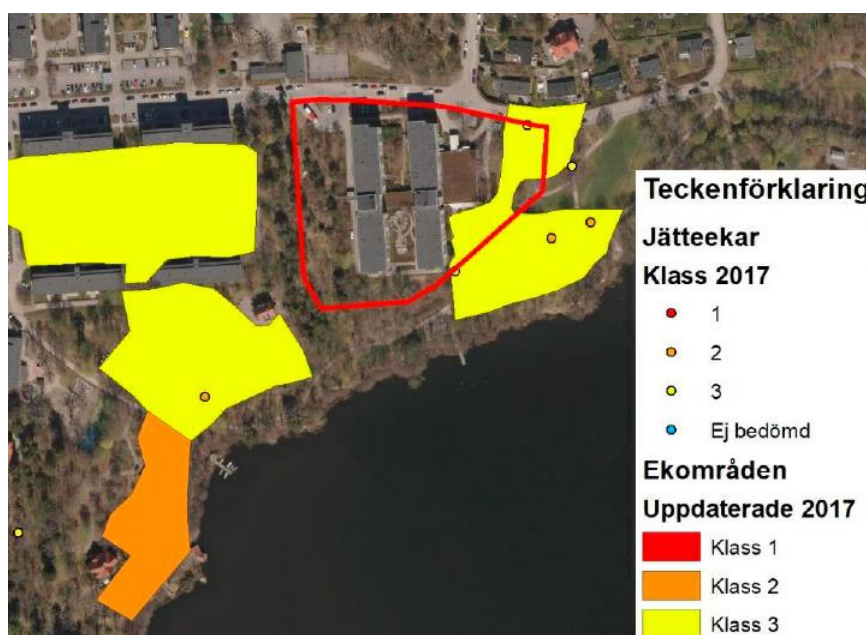 Teckenförklaring
Jätteekar
Klass 2017
1
2
3
Ej bedömd
Ekområden
Uppdaterade 2017
Klass 1
Klass 2
Klass 3